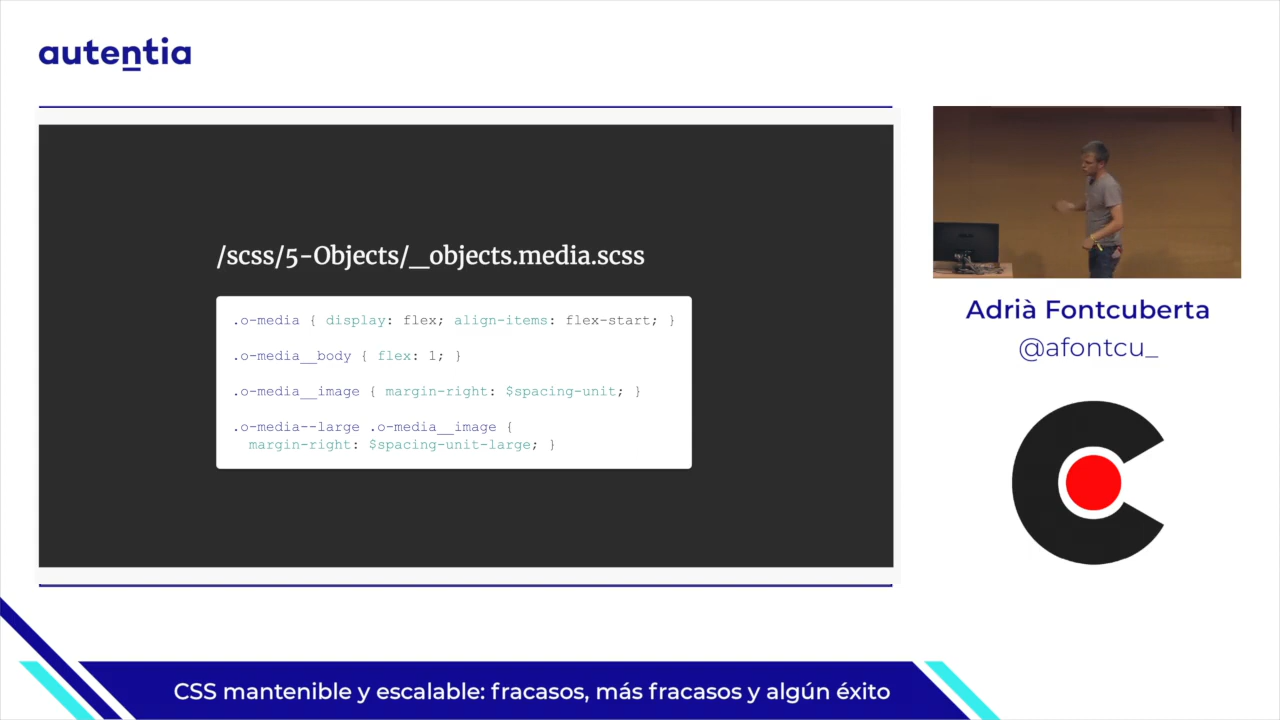 autentia
/scss/5-Objects/_objects.media.scss
.o-media { display: flex; align-items: flex-start; }
.o-media__body { flex: 1; }
.o-media__image { margin-right: $spacing-unit; }
.o-media--large .o-media__image {
margin-right: $spacing-unit-large; }
Adrià Fontcuberta
@afontcu_
CSS mantenible y escalable: fracasos, más fracasos y algún éxito